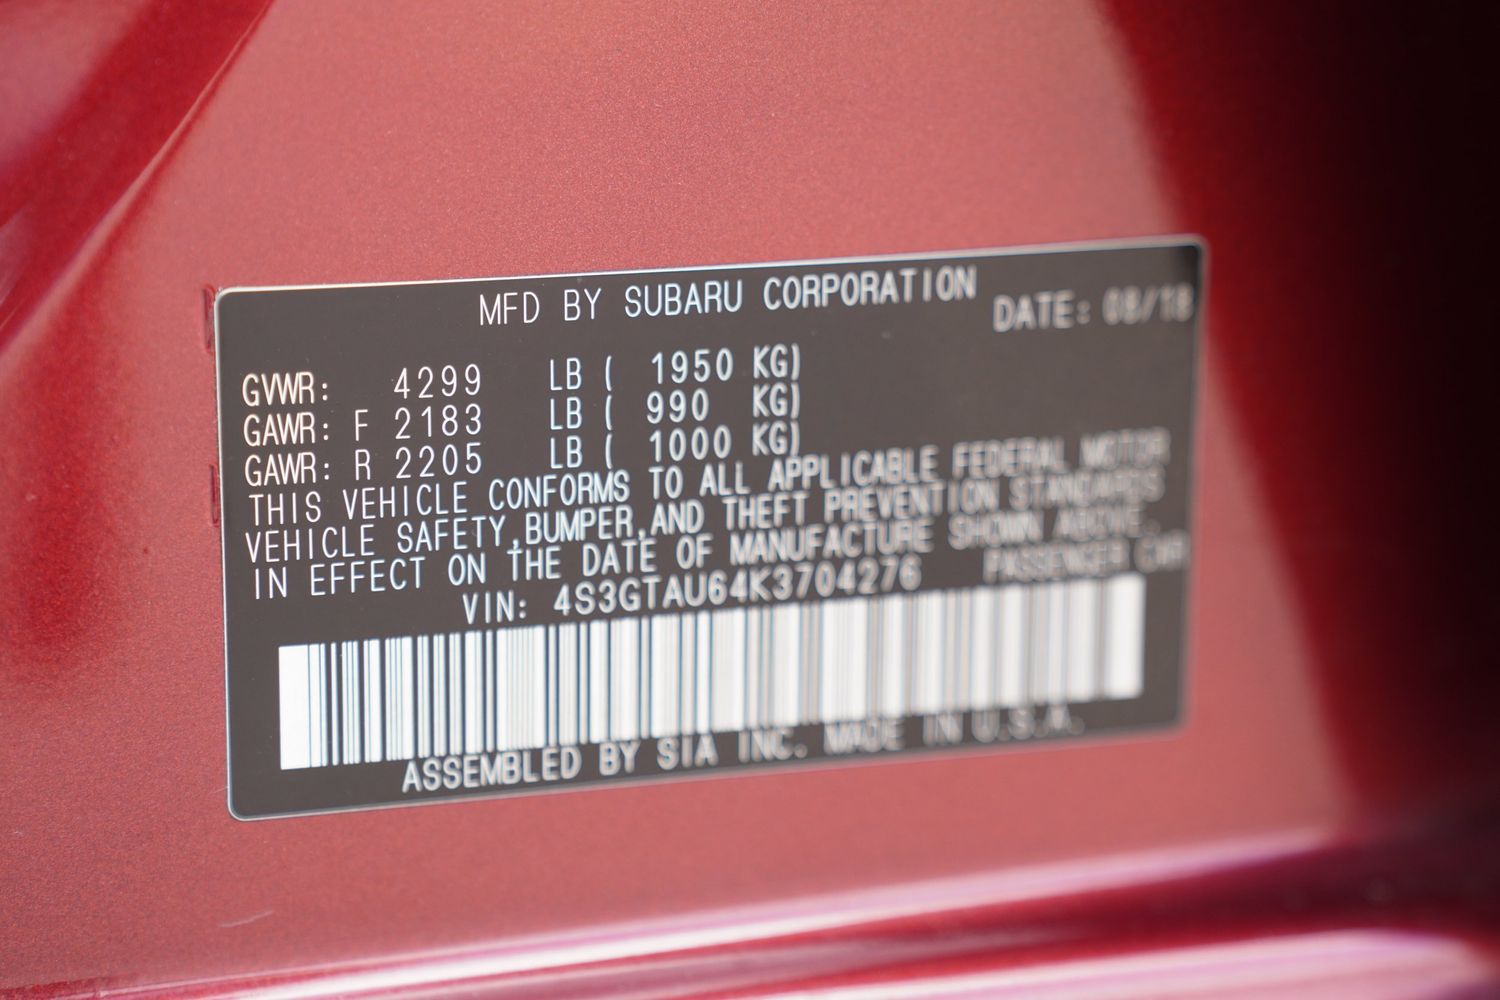 MFD BY SUBARU CORPORATION DATE: 08/18
GVWR: 4299 LB ( 1950 KG)
GAWR: F 2183 LB ( 990 KG)
GAWR: R 2205 LB ( 1000 KG)
THIS VEHICLE CONFORMS TO ALL APPLICABLE FEDERAL MOTOR
VEHICLE SAFETY,BUMPER,AND THEFT PREVENTION STANDARDS
IN EFFECT ON THE DATE OF MANUFACTURE SHOWN ABOVE.
VIN: 4S3GTAU64K3704276 PASSENGER CAR
ASSEMBLED BY SIA INC. MADE IN U.S.A.